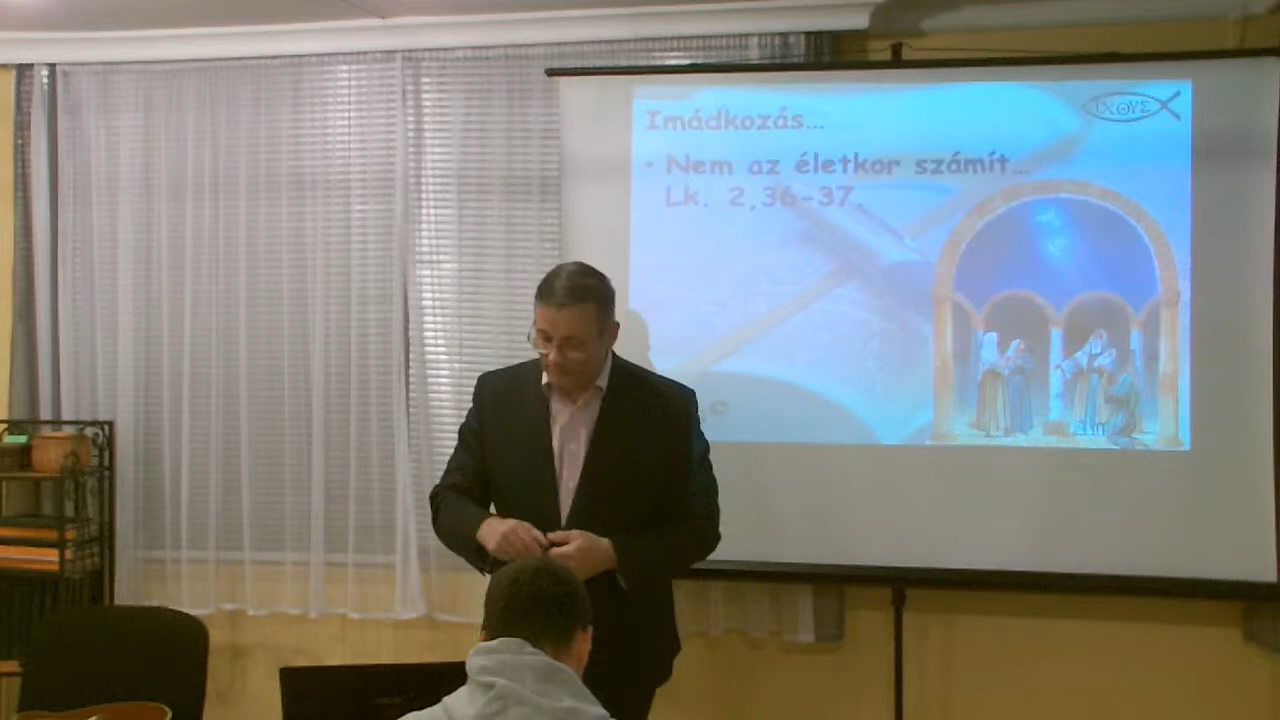 Imádkozás...
ΙΧΘΥΣ
• Nem az életkor számít...
Lk. 2,36-37.